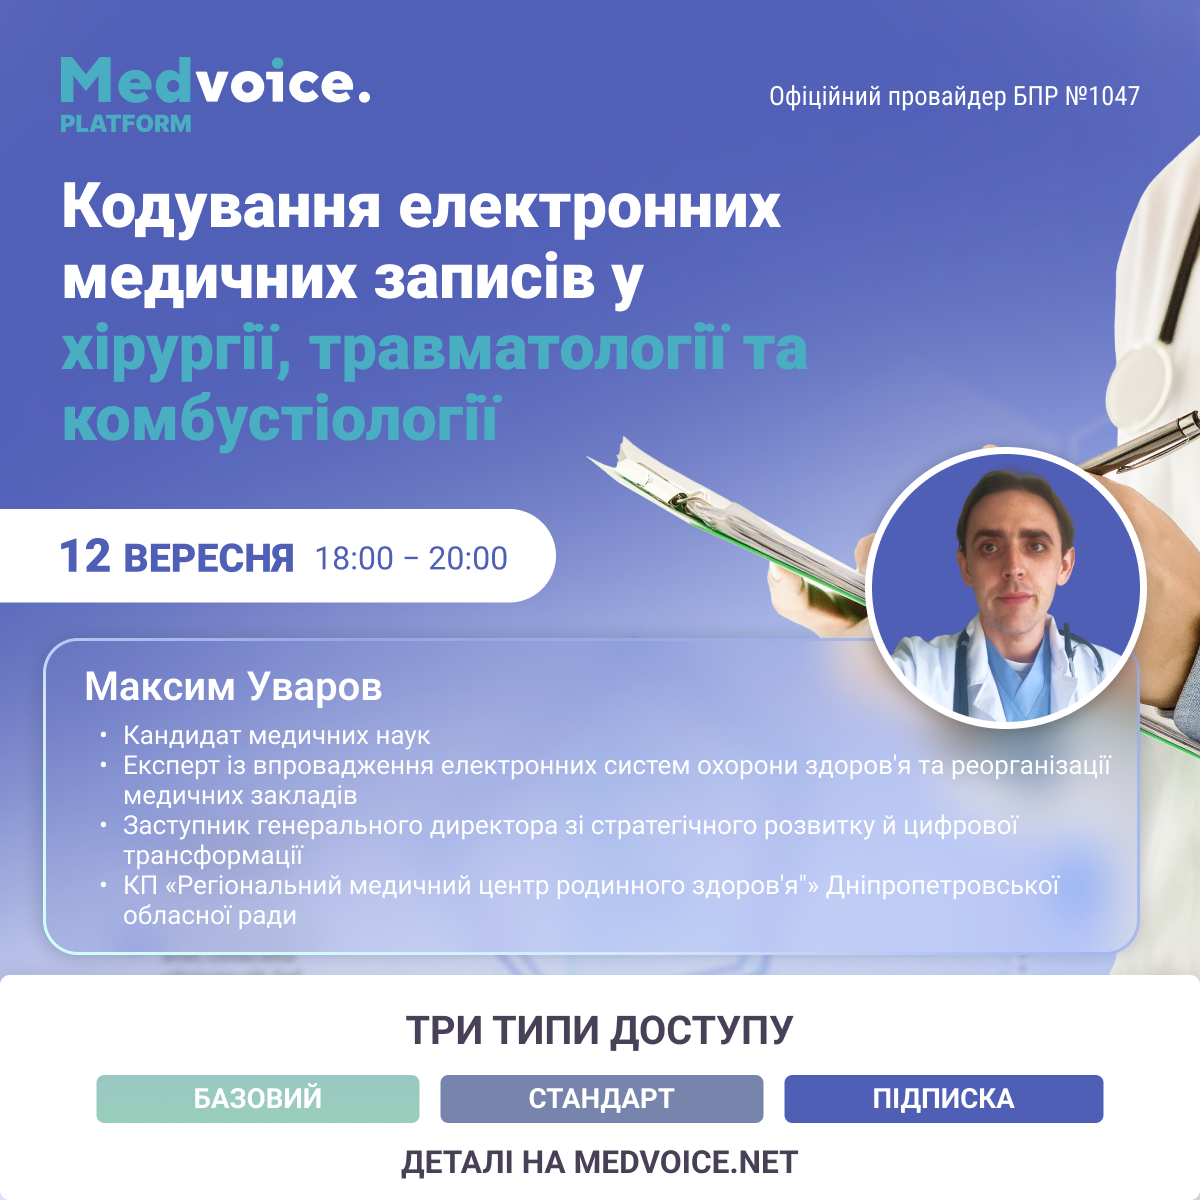 Medvoice.
PLATFORM
Офіційний провайдер БПР №1047
Кодування електронних
медичних записів у
хірургії, травматології та
комбустіології
12 ВЕРЕСНЯ 18:00 – 20:00
Максим Уваров
• Кандидат медичних наук
• Експерт із впровадження електронних систем охорони здоров'я та реорганізації
медичних закладів
• Заступник генерального директора зі стратегічного розвитку й цифрової
трансформації
• КП «Регіональний медичний центр родинного здоров'я"» Дніпропетровської
обласної ради
ТРИ ТИПИ ДОСТУПУ
БАЗОВИЙ
СТАНДАРТ
ПІДПИСКА
ДЕТАЛІ НА MEDVOICE.NET